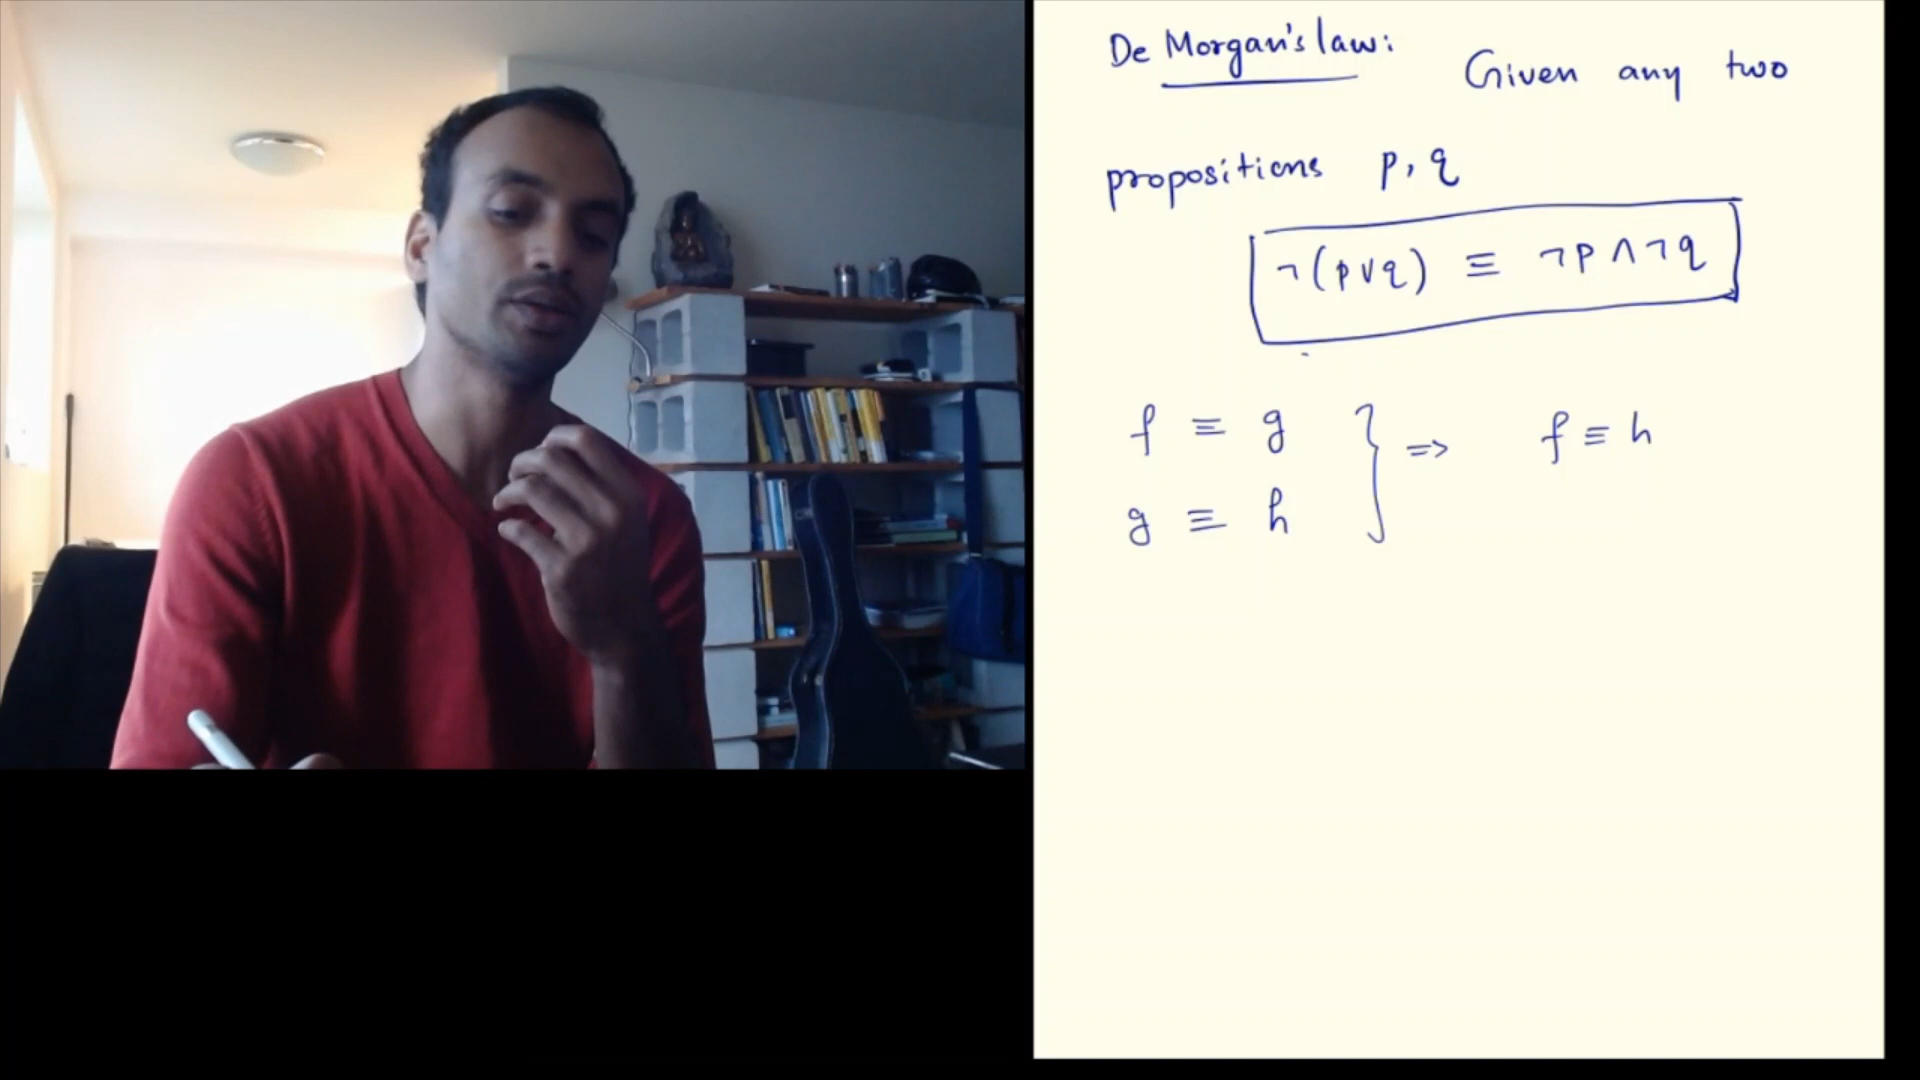 De Morgan's law: Given any two
propositions p, q
¬(p∨q) ≡ ¬p∧¬q
f ≡ g } => f ≡ h
g ≡ h